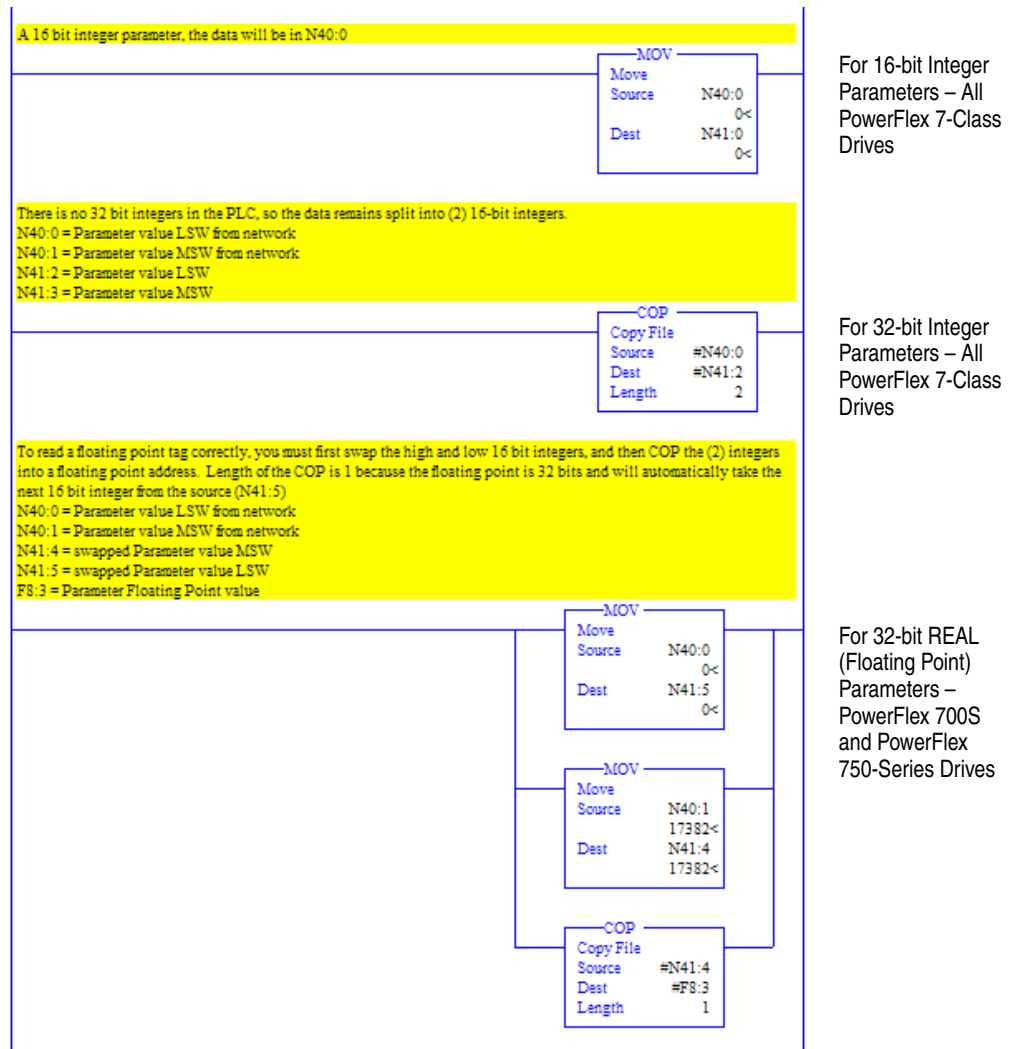 A 16 bit integer parameter, the data will be in N40:0
MOV
Move
Source N40:0
0<
Dest N41:0
0<
For 16-bit Integer
Parameters – All
PowerFlex 7-Class
Drives
There is no 32 bit integers in the PLC, so the data remains split into (2) 16-bit integers.
N40:0 = Parameter value LSW from network
N40:1 = Parameter value MSW from network
N41:2 = Parameter value LSW
N41:3 = Parameter value MSW
COP
Copy File
Source #N40:0
Dest #N41:2
Length 2
For 32-bit Integer
Parameters – All
PowerFlex 7-Class
Drives
To read a floating point tag correctly, you must first swap the high and low 16 bit integers, and then COP the (2) integers
into a floating point address. Length of the COP is 1 because the floating point is 32 bits and will automatically take the
next 16 bit integer from the source (N41:5)
N40:0 = Parameter value LSW from network
N40:1 = Parameter value MSW from network
N41:4 = swapped Parameter value MSW
N41:5 = swapped Parameter value LSW
F8:3 = Parameter Floating Point value
MOV
Move
Source N40:0
0<
Dest N41:5
0<
For 32-bit REAL
(Floating Point)
Parameters –
PowerFlex 700S
and PowerFlex
750-Series Drives
MOV
Move
Source N40:1
17382<
Dest N41:4
17382<
COP
Copy File
Source #N41:4
Dest #F8:3
Length 1